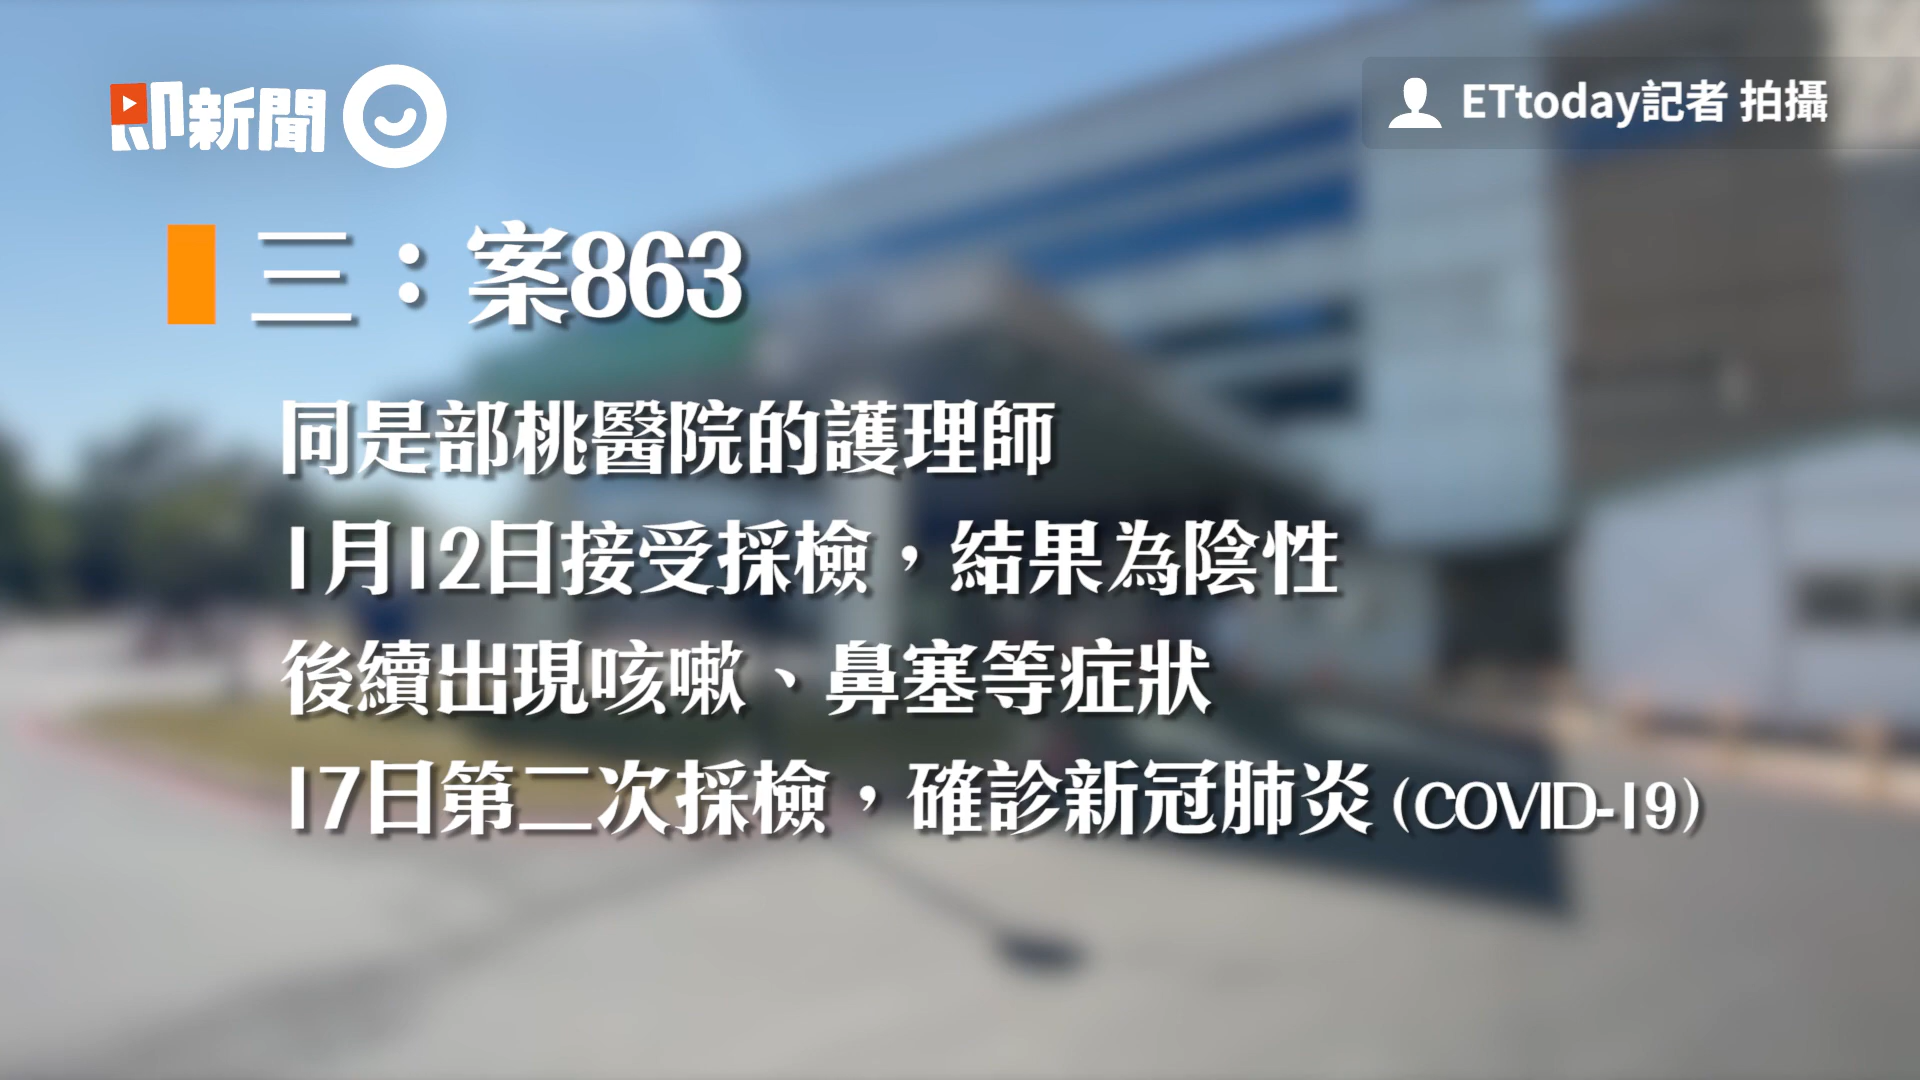 即新聞
ETtoday記者 拍攝
三：案863
同是部桃醫院的護理師
1月12日接受採檢，結果為陰性
後續出現咳嗽、鼻塞等症狀
17日第二次採檢，確診新冠肺炎(COVID-19)